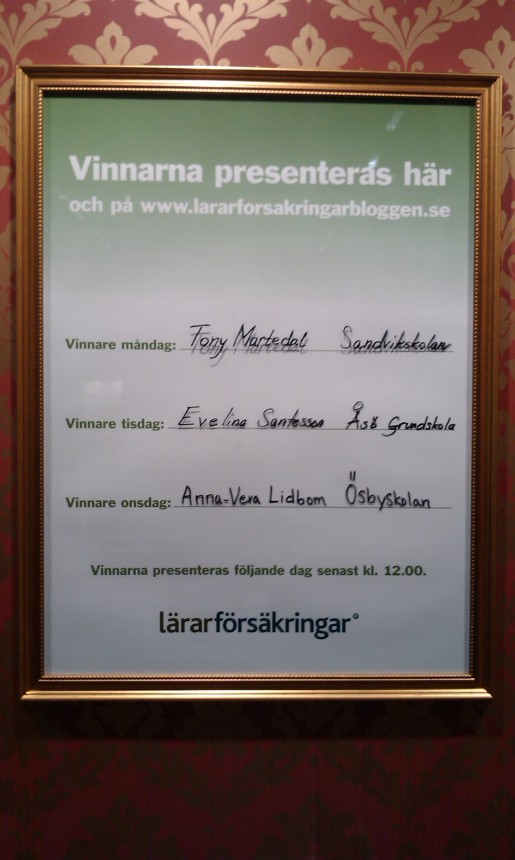 Vinnarna presenteras här
och på www.lararforsakringarbloggen.se
Vinnare måndag: Tony Martedal Sandvikskolan
Vinnare tisdag: Evelina Santesson Åsö Grundskola
Vinnare onsdag: Anna-Vera Lidbom Ösbyskolan
Vinnarna presenteras följande dag senast kl. 12.00.
lärarförsäkringar